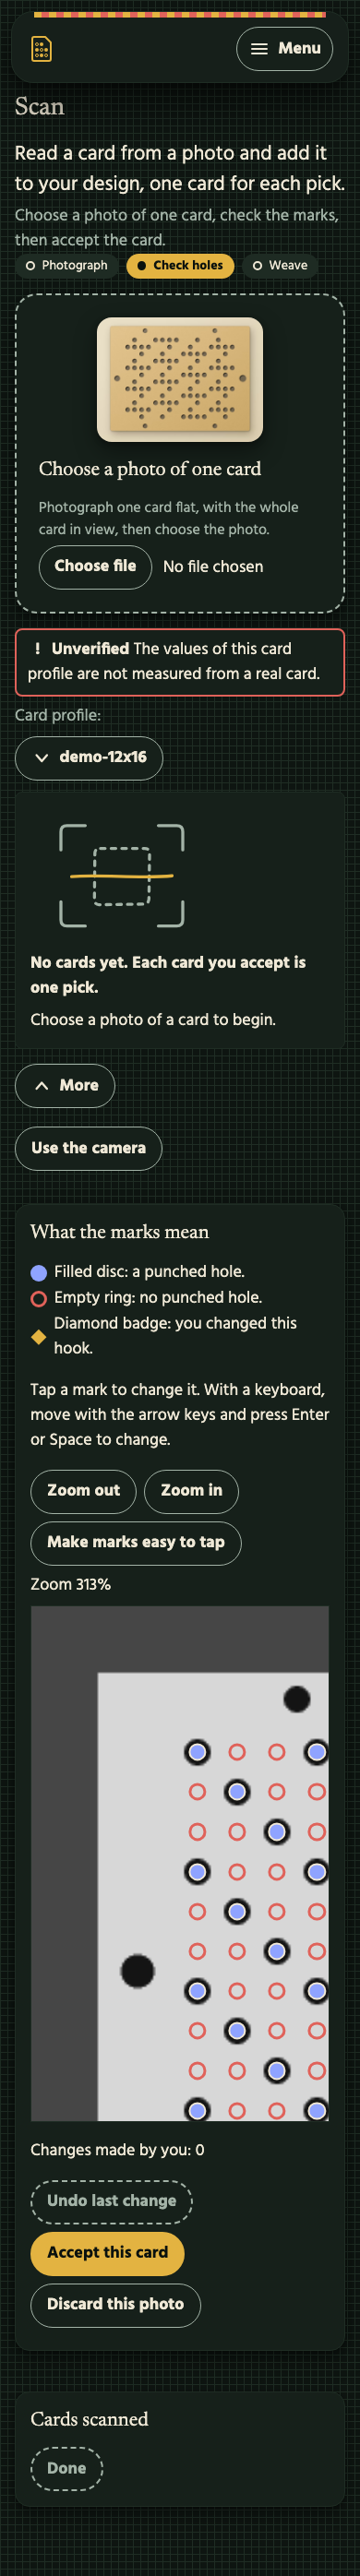 Menu
Scan
Read a card from a photo and add it
to your design, one card for each pick.
Choose a photo of one card, check the marks,
then accept the card.
Photograph
Check holes
Weave
Choose a photo of one card
Photograph one card flat, with the whole
card in view, then choose the photo.
Choose file
No file chosen
! Unverified The values of this card
profile are not measured from a real card.
Card profile:
demo-12x16
No cards yet. Each card you accept is
one pick.
Choose a photo of a card to begin.
More
Use the camera
What the marks mean
Filled disc: a punched hole.
Empty ring: no punched hole.
Diamond badge: you changed this
hook.
Tap a mark to change it. With a keyboard,
move with the arrow keys and press Enter
or Space to change.
Zoom out
Zoom in
Make marks easy to tap
Zoom 313%
Changes made by you: 0
Undo last change
Accept this card
Discard this photo
Cards scanned
Done